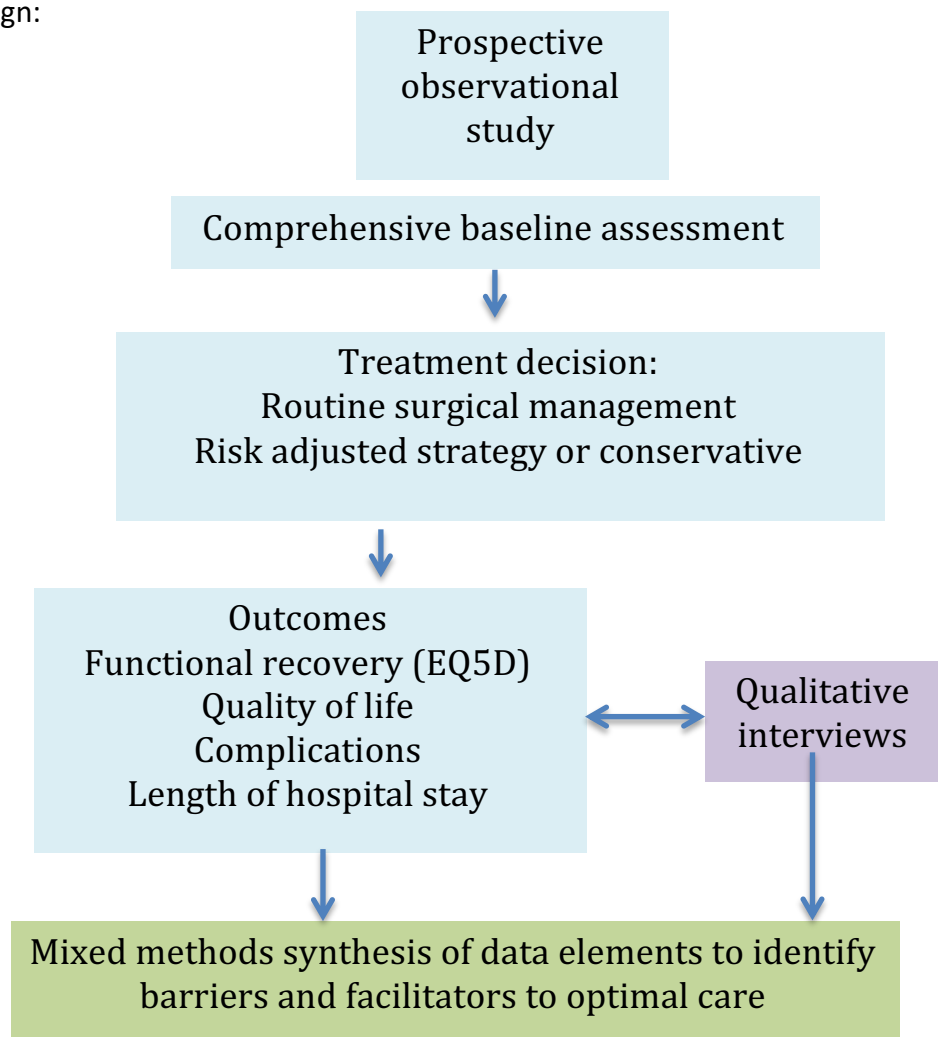 gn:
Prospective
observational
study
Comprehensive baseline assessment
Treatment decision:
Routine surgical management
Risk adjusted strategy or conservative
Outcomes
Functional recovery (EQ5D)
Quality of life
Complications
Length of hospital stay
Qualitative
interviews
Mixed methods synthesis of data elements to identify
barriers and facilitators to optimal care